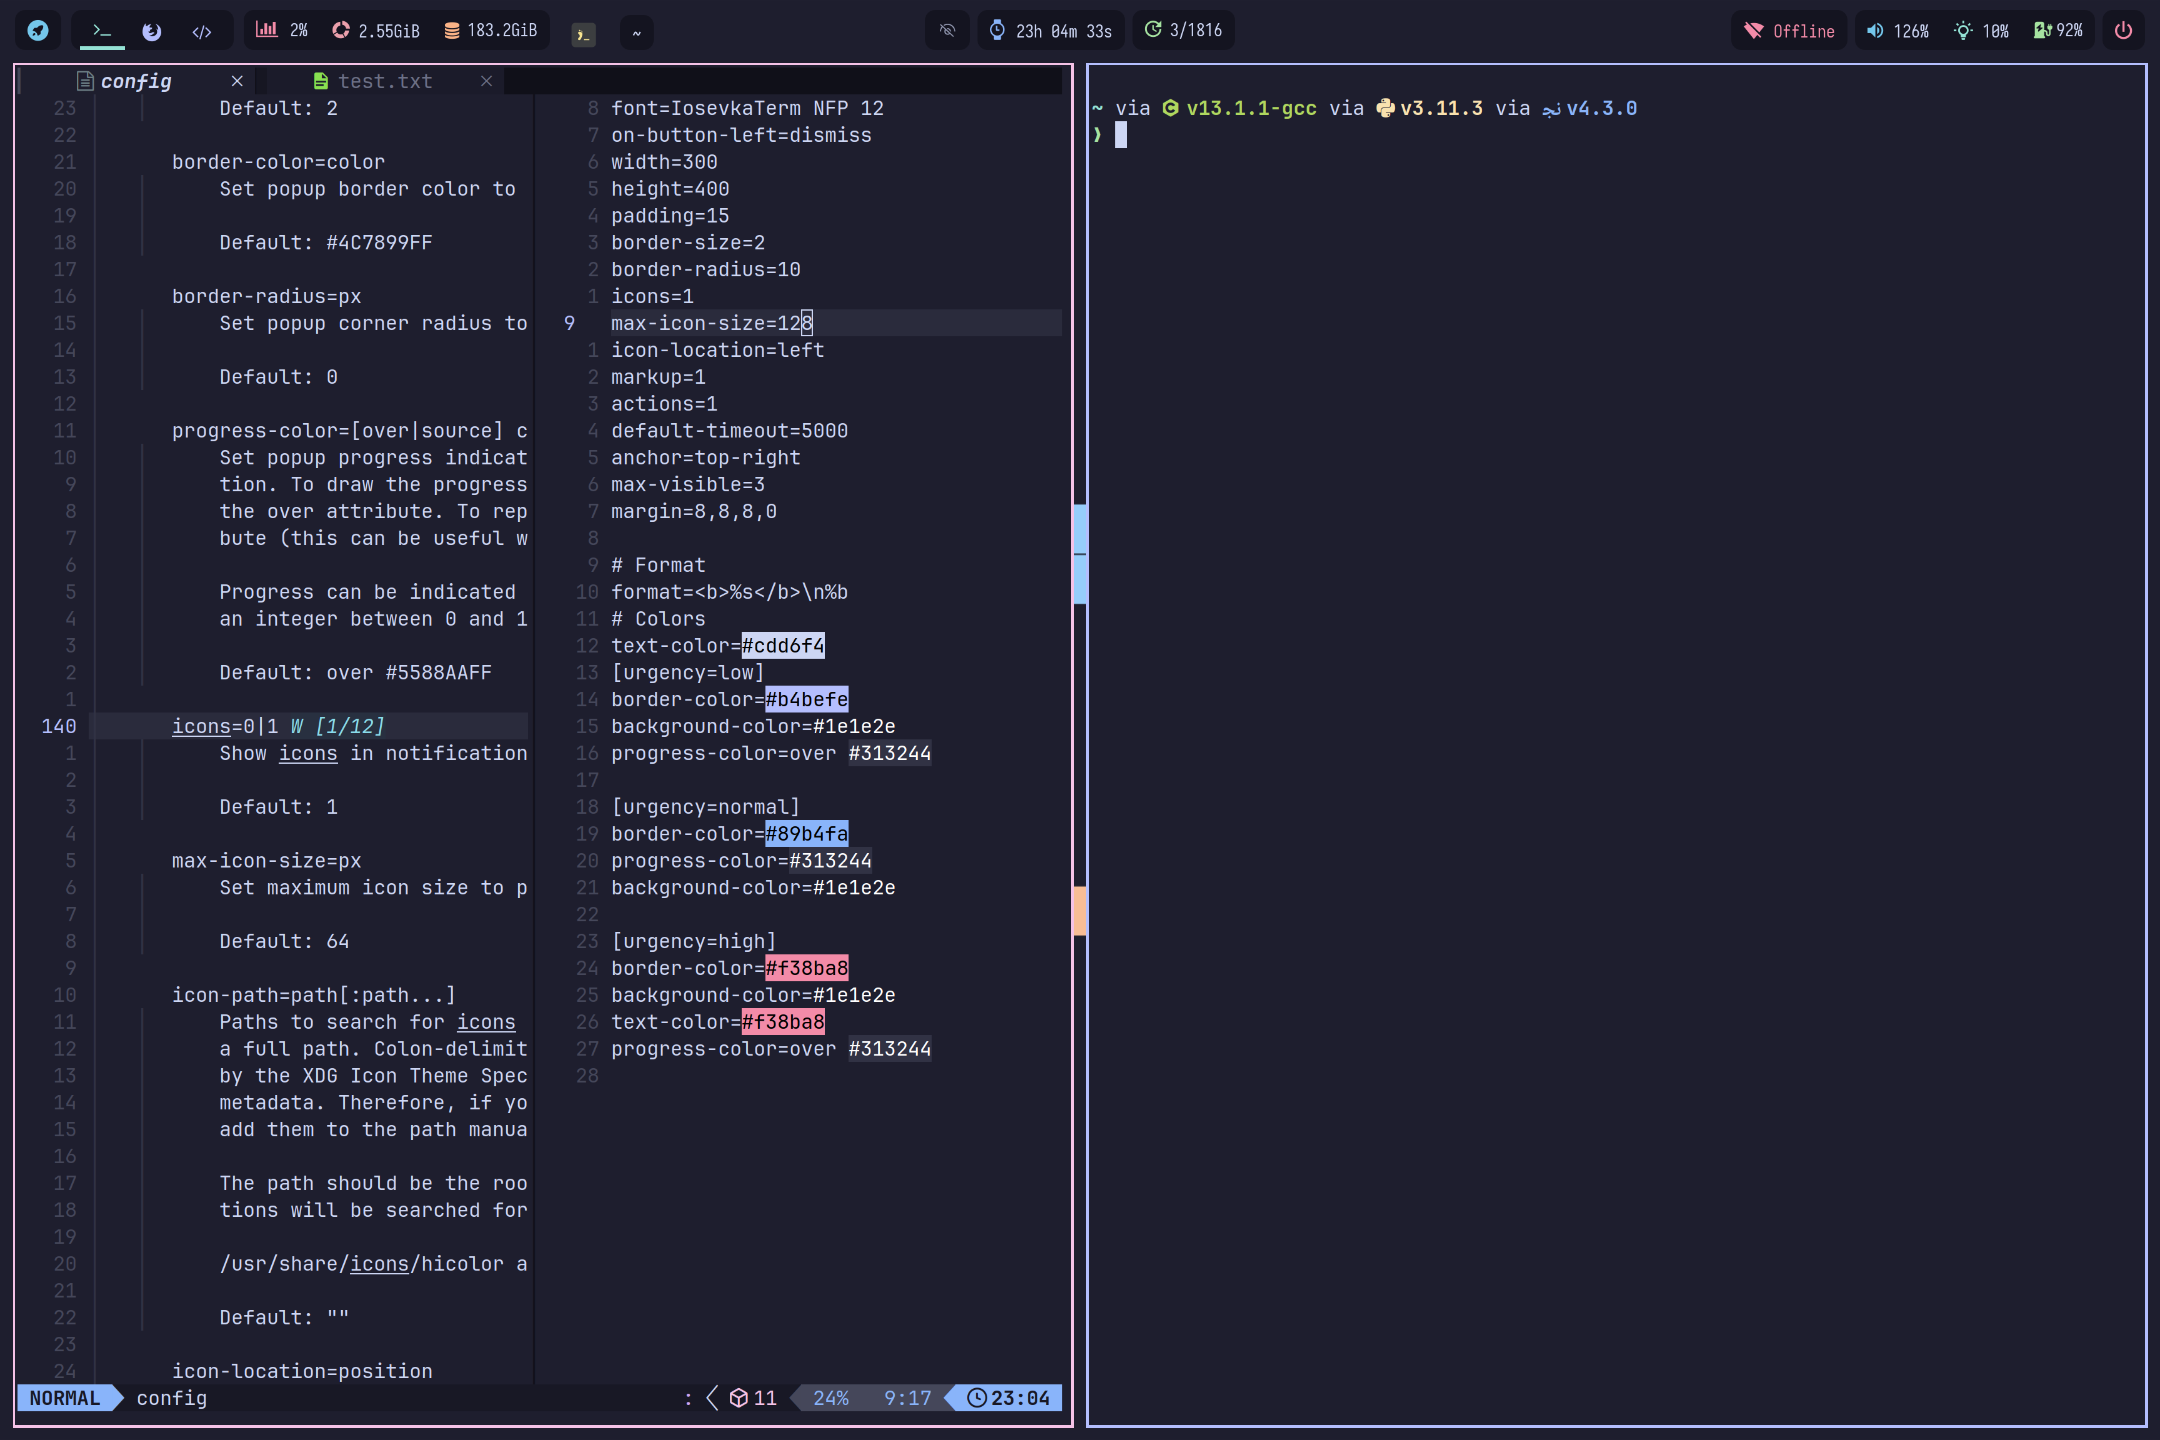 2% 2.55GiB 183.2GiB ~ 23h 04m 33s 3/1816 Offline 126% 10% 92%
config × test.txt ×
23 Default: 2
22
21 border-color=color
20 Set popup border color to
19
18 Default: #4C7899FF
17
16 border-radius=px
15 Set popup corner radius to
14
13 Default: 0
12
11 progress-color=[over|source] c
10 Set popup progress indicat
9 tion. To draw the progress
8 the over attribute. To rep
7 bute (this can be useful w
6
5 Progress can be indicated
4 an integer between 0 and 1
3
2 Default: over #5588AAFF
1
140 icons=0|1 W [1/12]
1 Show icons in notification
2
3 Default: 1
4
5 max-icon-size=px
6 Set maximum icon size to p
7
8 Default: 64
9
10 icon-path=path[:path...]
11 Paths to search for icons
12 a full path. Colon-delimit
13 by the XDG Icon Theme Spec
14 metadata. Therefore, if yo
15 add them to the path manua
16
17 The path should be the roo
18 tions will be searched for
19
20 /usr/share/icons/hicolor a
21
22 Default: ""
23
24 icon-location=position
8 font=IosevkaTerm NFP 12
7 on-button-left=dismiss
6 width=300
5 height=400
4 padding=15
3 border-size=2
2 border-radius=10
1 icons=1
9 max-icon-size=128
1 icon-location=left
2 markup=1
3 actions=1
4 default-timeout=5000
5 anchor=top-right
6 max-visible=3
7 margin=8,8,8,0
8
9 # Format
10 format=<b>%s</b>\n%b
11 # Colors
12 text-color=#cdd6f4
13 [urgency=low]
14 border-color=#b4befe
15 background-color=#1e1e2e
16 progress-color=over #313244
17
18 [urgency=normal]
19 border-color=#89b4fa
20 progress-color=#313244
21 background-color=#1e1e2e
22
23 [urgency=high]
24 border-color=#f38ba8
25 background-color=#1e1e2e
26 text-color=#f38ba8
27 progress-color=over #313244
28
NORMAL config : 11 24% 9:17 23:04
~ via C v13.1.1-gcc via v3.11.3 via v4.3.0
❯